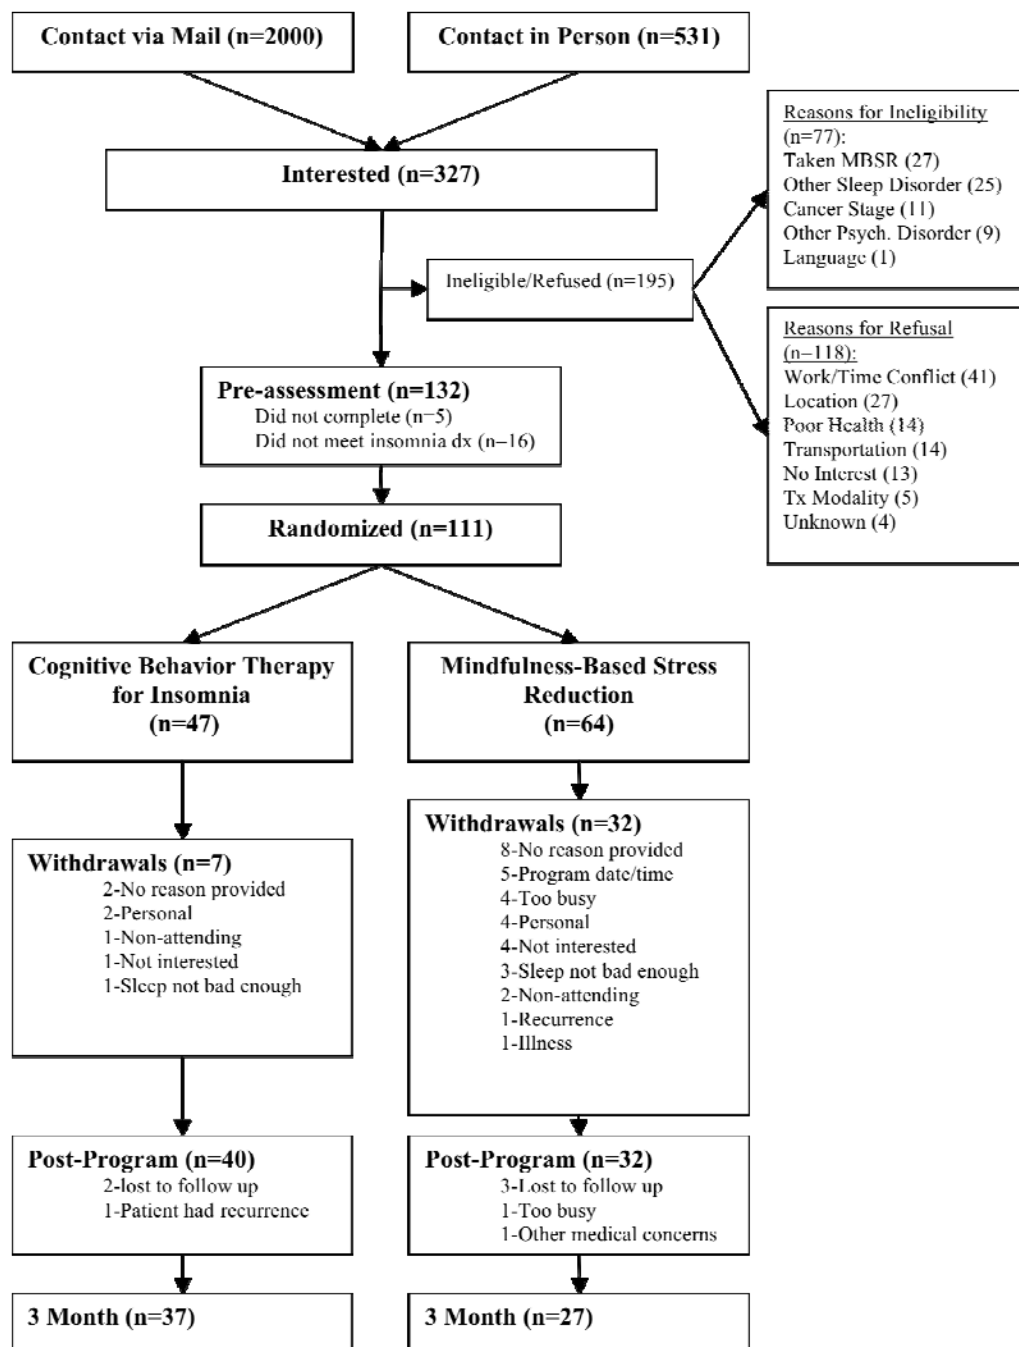 Contact via Mail (n=2000)
Contact in Person (n=531)
Interested (n=327)
Ineligible/Refused (n=195)
Reasons for Ineligibility
(n=77):
Taken MBSR (27)
Other Sleep Disorder (25)
Cancer Stage (11)
Other Psych. Disorder (9)
Language (1)
Reasons for Refusal
(n=118):
Work/Time Conflict (41)
Location (27)
Poor Health (14)
Transportation (14)
No Interest (13)
Tx Modality (5)
Unknown (4)
Pre-assessment (n=132)
Did not complete (n=5)
Did not meet insomnia dx (n=16)
Randomized (n=111)
Cognitive Behavior Therapy
for Insomnia
(n=47)
Mindfulness-Based Stress
Reduction
(n=64)
Withdrawals (n=7)
2-No reason provided
2-Personal
1-Non-attending
1-Not interested
1-Sleep not bad enough
Withdrawals (n=32)
8-No reason provided
5-Program date/time
4-Too busy
4-Personal
4-Not interested
3-Sleep not bad enough
2-Non-attending
1-Recurrence
1-Illness
Post-Program (n=40)
2-lost to follow up
1-Patient had recurrence
Post-Program (n=32)
3-Lost to follow up
1-Too busy
1-Other medical concerns
3 Month (n=37)
3 Month (n=27)